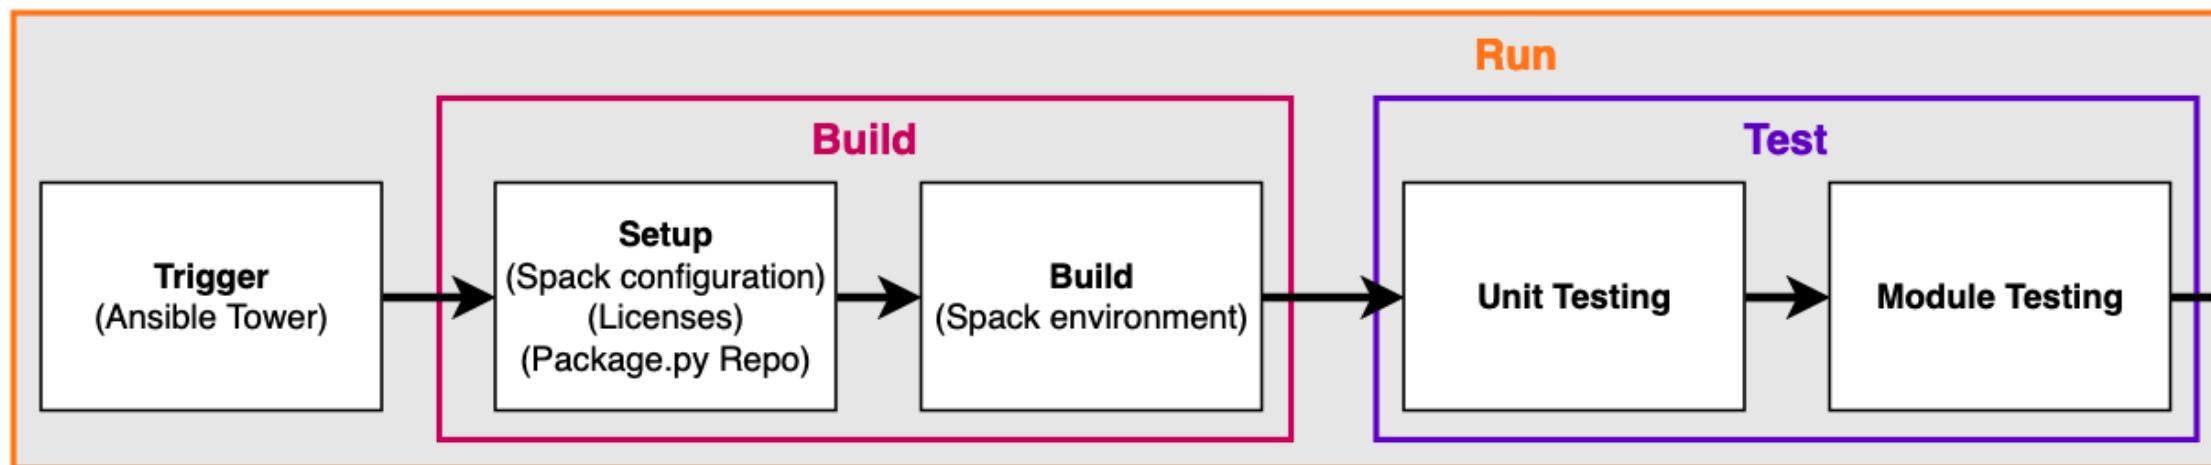 Run
Build
Test
Trigger
(Ansible Tower)
Setup
(Spack configuration)
(Licenses)
(Package.py Repo)
Build
(Spack environment)
Unit Testing
Module Testing